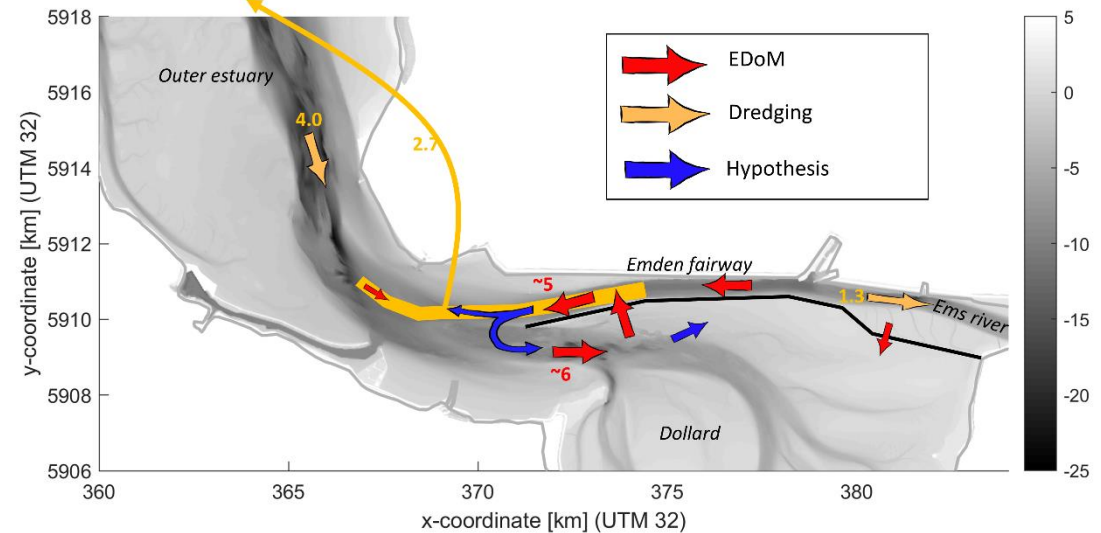 5918
5916
5914
5912
5910
5908
5906
y-coordinate [km] (UTM 32)
360
365
370
375
380
x-coordinate [km] (UTM 32)
Outer estuary
4.0
2.7
EDoM
Dredging
Hypothesis
Emden fairway
~5
1.3
Ems river
~6
Dollard
5
0
-5
-10
-15
-20
-25